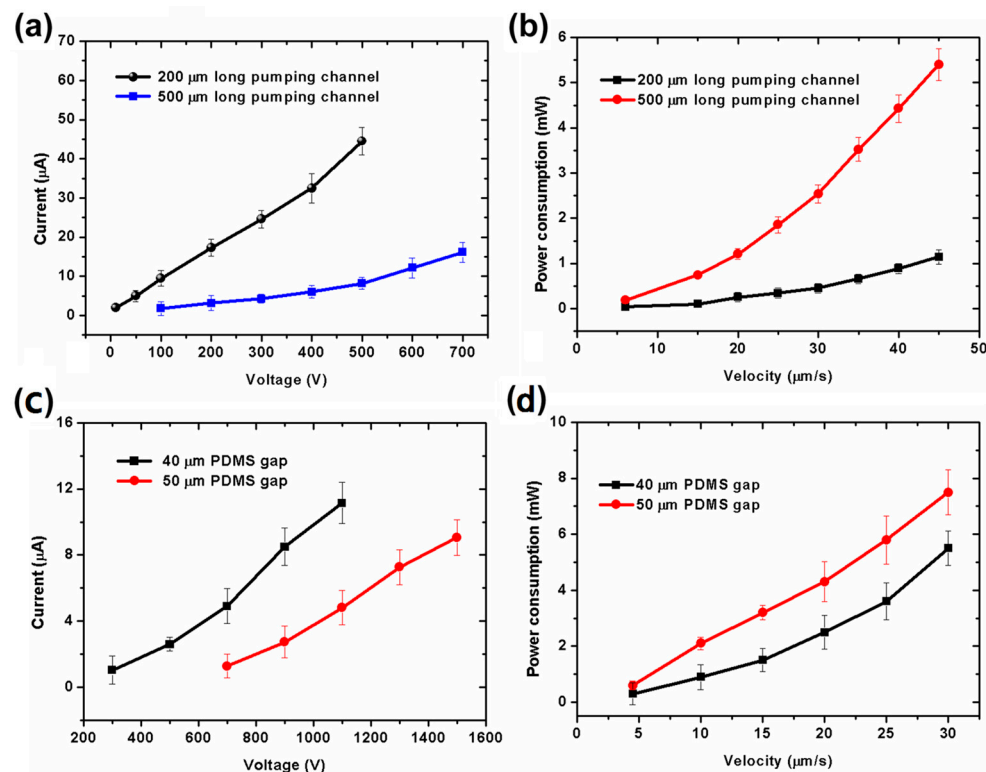 (a)
70
60
50
40
30
20
10
0
Current (μA)
200 μm long pumping channel
500 μm long pumping channel
0 100 200 300 400 500 600 700
Voltage (V)
(b)
6
5
4
3
2
1
0
Power consumption (mW)
200 μm long pumping channel
500 μm long pumping channel
0 10 20 30 40 50
Velocity (μm/s)
(c)
16
12
8
4
0
Current (μA)
40 μm PDMS gap
50 μm PDMS gap
200 400 600 800 1000 1200 1400 1600
Voltage (V)
(d)
10
8
6
4
2
0
Power consumption (mW)
40 μm PDMS gap
50 μm PDMS gap
5 10 15 20 25 30
Velocity (μm/s)